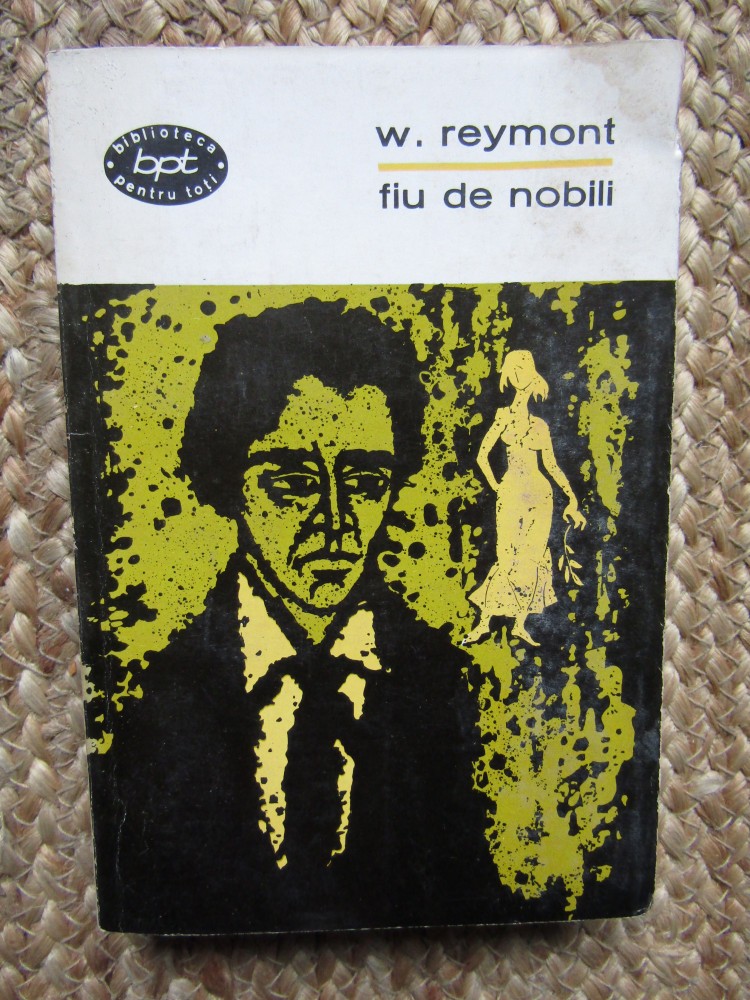 biblioteca
bpt
pentru toți
w. reymont
fiu de nobili